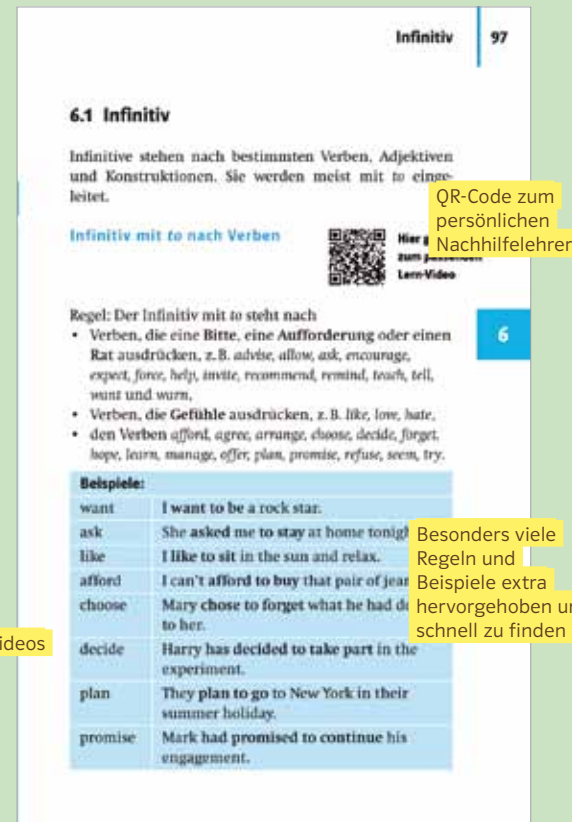 Infinitiv 97
6.1 Infinitiv
Infinitive stehen nach bestimmten Verben, Adjektiven
und Konstruktionen. Sie werden meist mit to einge-
leitet.
QR-Code zum
persönlichen
Nachhilfelehrer
Infinitiv mit to nach Verben
Hier
zum
Lern-Video
Regel: Der Infinitiv mit to steht nach
6
• Verben, die eine Bitte, eine Aufforderung oder einen
Rat ausdrücken, z. B. advise, allow, ask, encourage,
expect, force, help, invite, recommend, remind, teach, tell,
want und warn,
• Verben, die Gefühle ausdrücken, z. B. like, love, hate,
• den Verben afford, agree, arrange, choose, decide, forget,
hope, learn, manage, offer, plan, promise, refuse, seem, try.
Beispiele:
want I want to be a rock star.
ask She asked me to stay at home
like I like to sit in the sun and relax.
afford I can't afford to buy that pair of
choose Mary chose to forget what he had
to her.
decide Harry has decided to take part in the
experiment.
plan They plan to go to New York in their
summer holiday.
promise Mark had promised to continue his
engagement.
Besonders viele
Regeln und
Beispiele extra
hervorgehoben
schnell zu finden